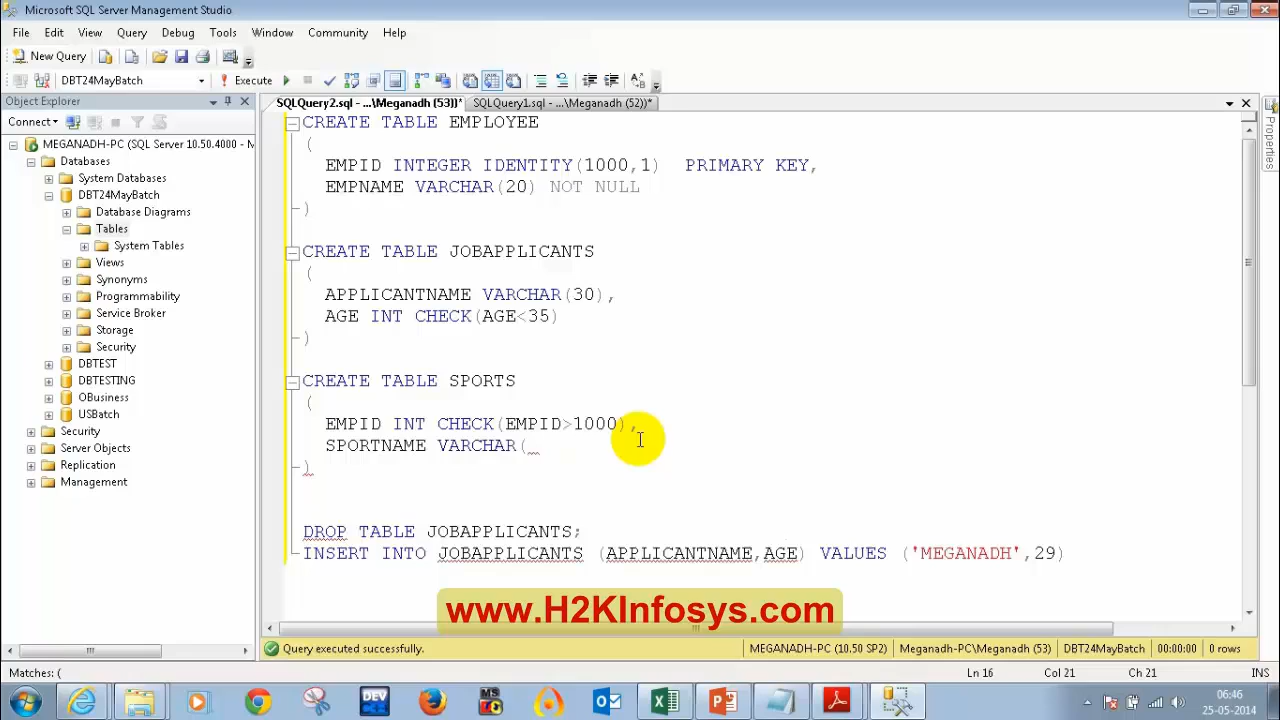 Microsoft SQL Server Management Studio
File Edit View Query Debug Tools Window Community Help
New Query
DBT24MayBatch Execute
Object Explorer
SQLQuery2.sql - ...\Meganadh (53))* SQLQuery1.sql - ...\Meganadh (52))*
Connect
MEGANADH-PC (SQL Server 10.50.4000 - M
Databases
System Databases
DBT24MayBatch
Database Diagrams
Tables
System Tables
Views
Synonyms
Programmability
Service Broker
Storage
Security
DBTEST
DBTESTING
OBusiness
USBatch
Security
Server Objects
Replication
Management
CREATE TABLE EMPLOYEE
(
EMPID INTEGER IDENTITY(1000,1) PRIMARY KEY,
EMPNAME VARCHAR(20) NOT NULL
)
CREATE TABLE JOBAPPLICANTS
(
APPLICANTNAME VARCHAR(30),
AGE INT CHECK(AGE<35)
)
CREATE TABLE SPORTS
(
EMPID INT CHECK(EMPID>1000),
SPORTNAME VARCHAR(
)
DROP TABLE JOBAPPLICANTS;
INSERT INTO JOBAPPLICANTS (APPLICANTNAME,AGE) VALUES ('MEGANADH',29)
www.H2KInfosys.com
Properties
Query executed successfully. MEGANADH-PC (10.50 SP2) Meganadh-PC\Meganadh (53) DBT24MayBatch 00:00:00 0 rows
Matches: ( Ln 16 Col 21 Ch 21 INS
DEV MS
06:46
25-05-2014